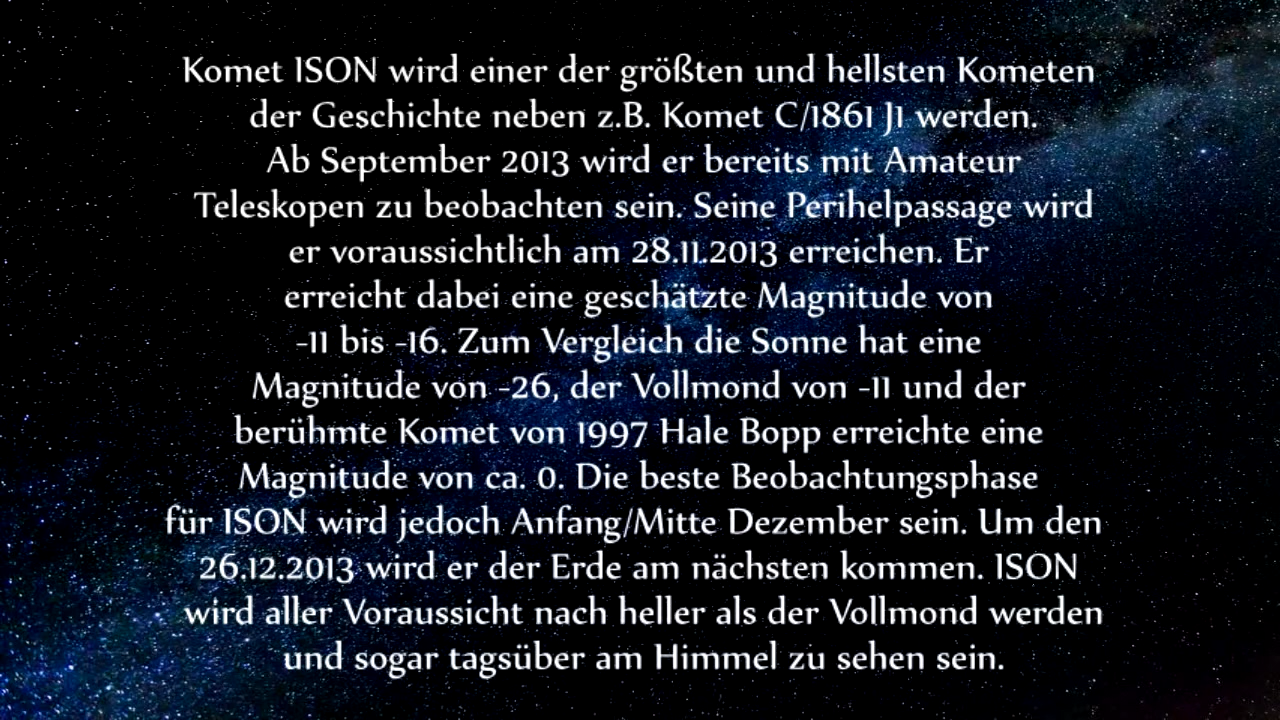 Komet ISON wird einer der größten und hellsten Kometen
der Geschichte neben z.B. Komet C/1861 J1 werden.
Ab September 2013 wird er bereits mit Amateur
Teleskopen zu beobachten sein. Seine Perihelpassage wird
er voraussichtlich am 28.11.2013 erreichen. Er
erreicht dabei eine geschätzte Magnitude von
-11 bis -16. Zum Vergleich die Sonne hat eine
Magnitude von -26, der Vollmond von -11 und der
berühmte Komet von 1997 Hale Bopp erreichte eine
Magnitude von ca. 0. Die beste Beobachtungsphase
für ISON wird jedoch Anfang/Mitte Dezember sein. Um den
26.12.2013 wird er der Erde am nächsten kommen. ISON
wird aller Voraussicht nach heller als der Vollmond werden
und sogar tagsüber am Himmel zu sehen sein.